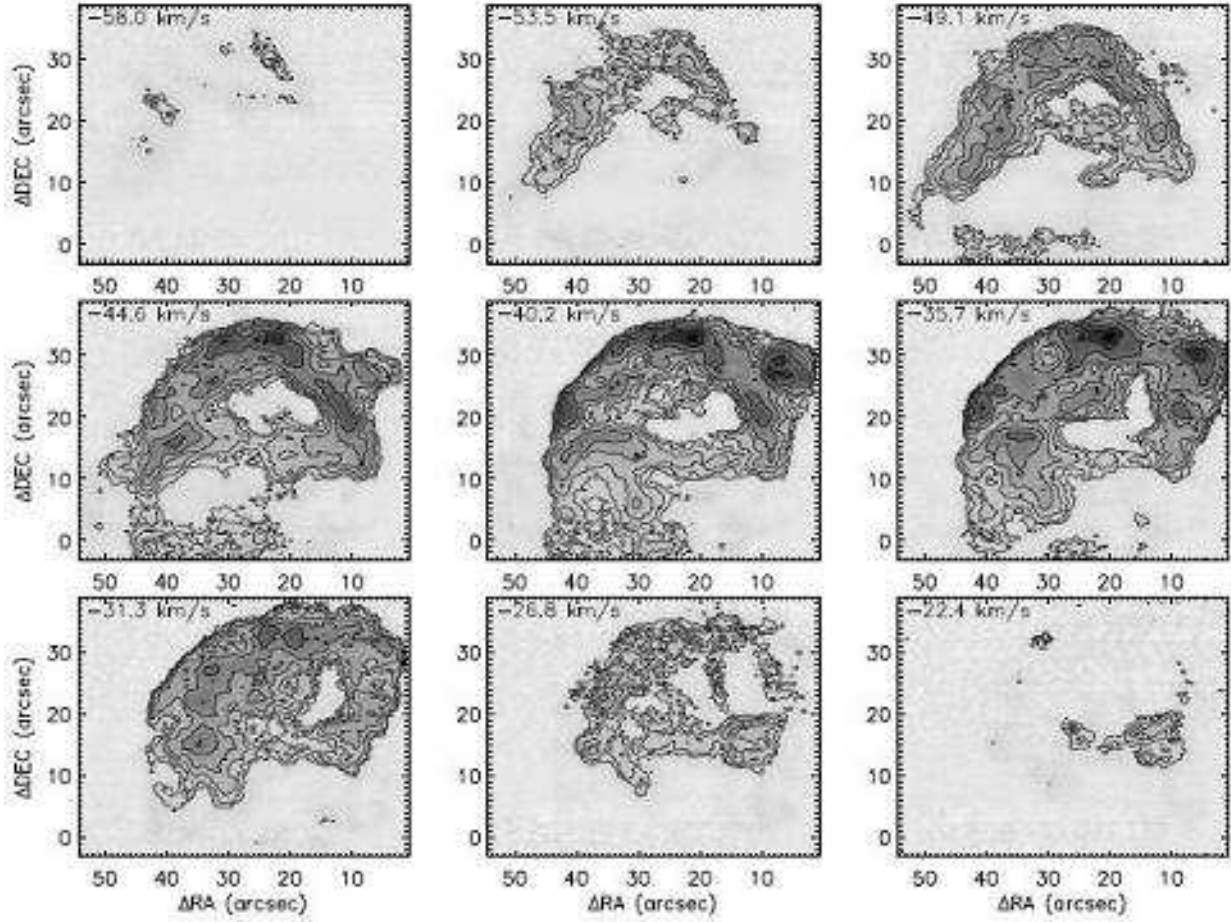 −58.0 km/s
−53.5 km/s
−49.1 km/s
ΔDEC (arcsec)
30
20
10
0
30
20
10
0
30
20
10
0
50 40 30 20 10
50 40 30 20 10
50 40 30 20 10
−44.6 km/s
−40.2 km/s
−35.7 km/s
ΔDEC (arcsec)
30
20
10
0
30
20
10
0
30
20
10
0
50 40 30 20 10
50 40 30 20 10
50 40 30 20 10
−31.3 km/s
−26.8 km/s
−22.4 km/s
ΔDEC (arcsec)
30
20
10
0
30
20
10
0
30
20
10
0
50 40 30 20 10
50 40 30 20 10
50 40 30 20 10
ΔRA (arcsec)
ΔRA (arcsec)
ΔRA (arcsec)